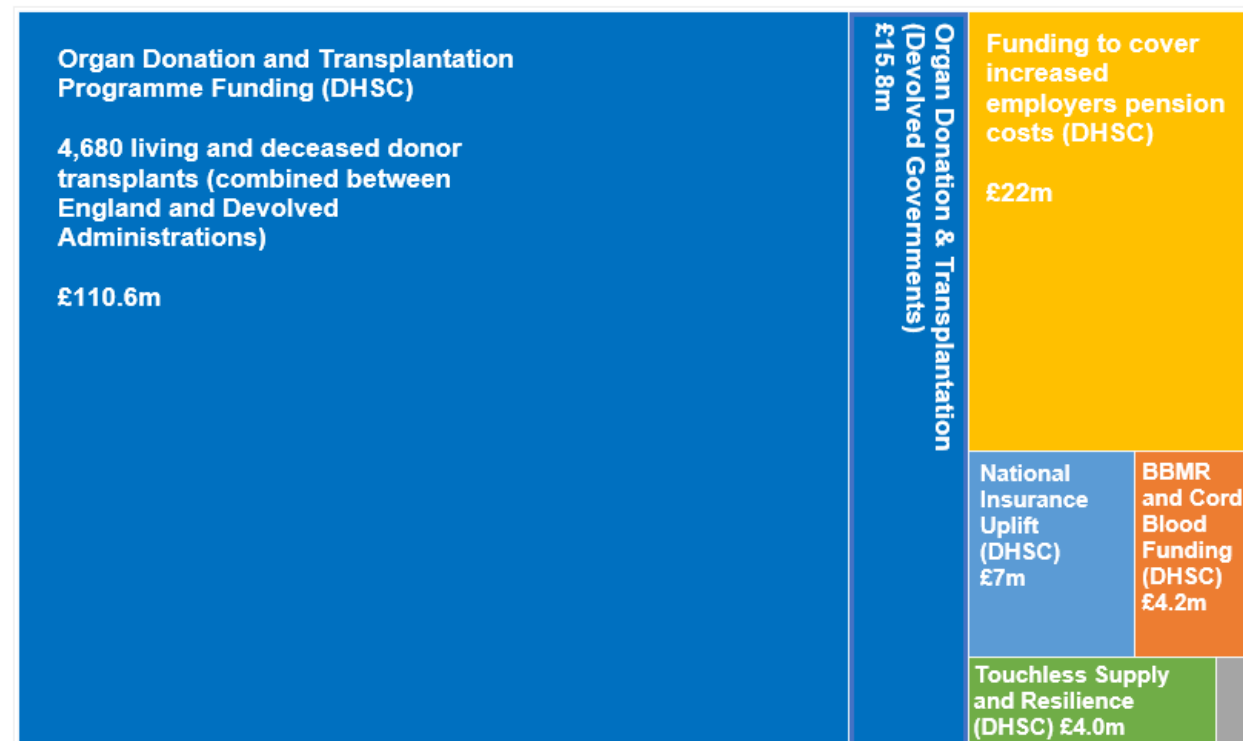 Organ Donation and Transplantation
Programme Funding (DHSC)
4,680 living and deceased donor
transplants (combined between
England and Devolved
Administrations)
£110.6m
Organ Donation & Transplantation
(Devolved Governments)
£15.8m
Funding to cover
increased
employers pension
costs (DHSC)
£22m
National
Insurance
Uplift
(DHSC)
£7m
BBMR
and Cord
Blood
Funding
(DHSC)
£4.2m
Touchless Supply
and Resilience
(DHSC) £4.0m